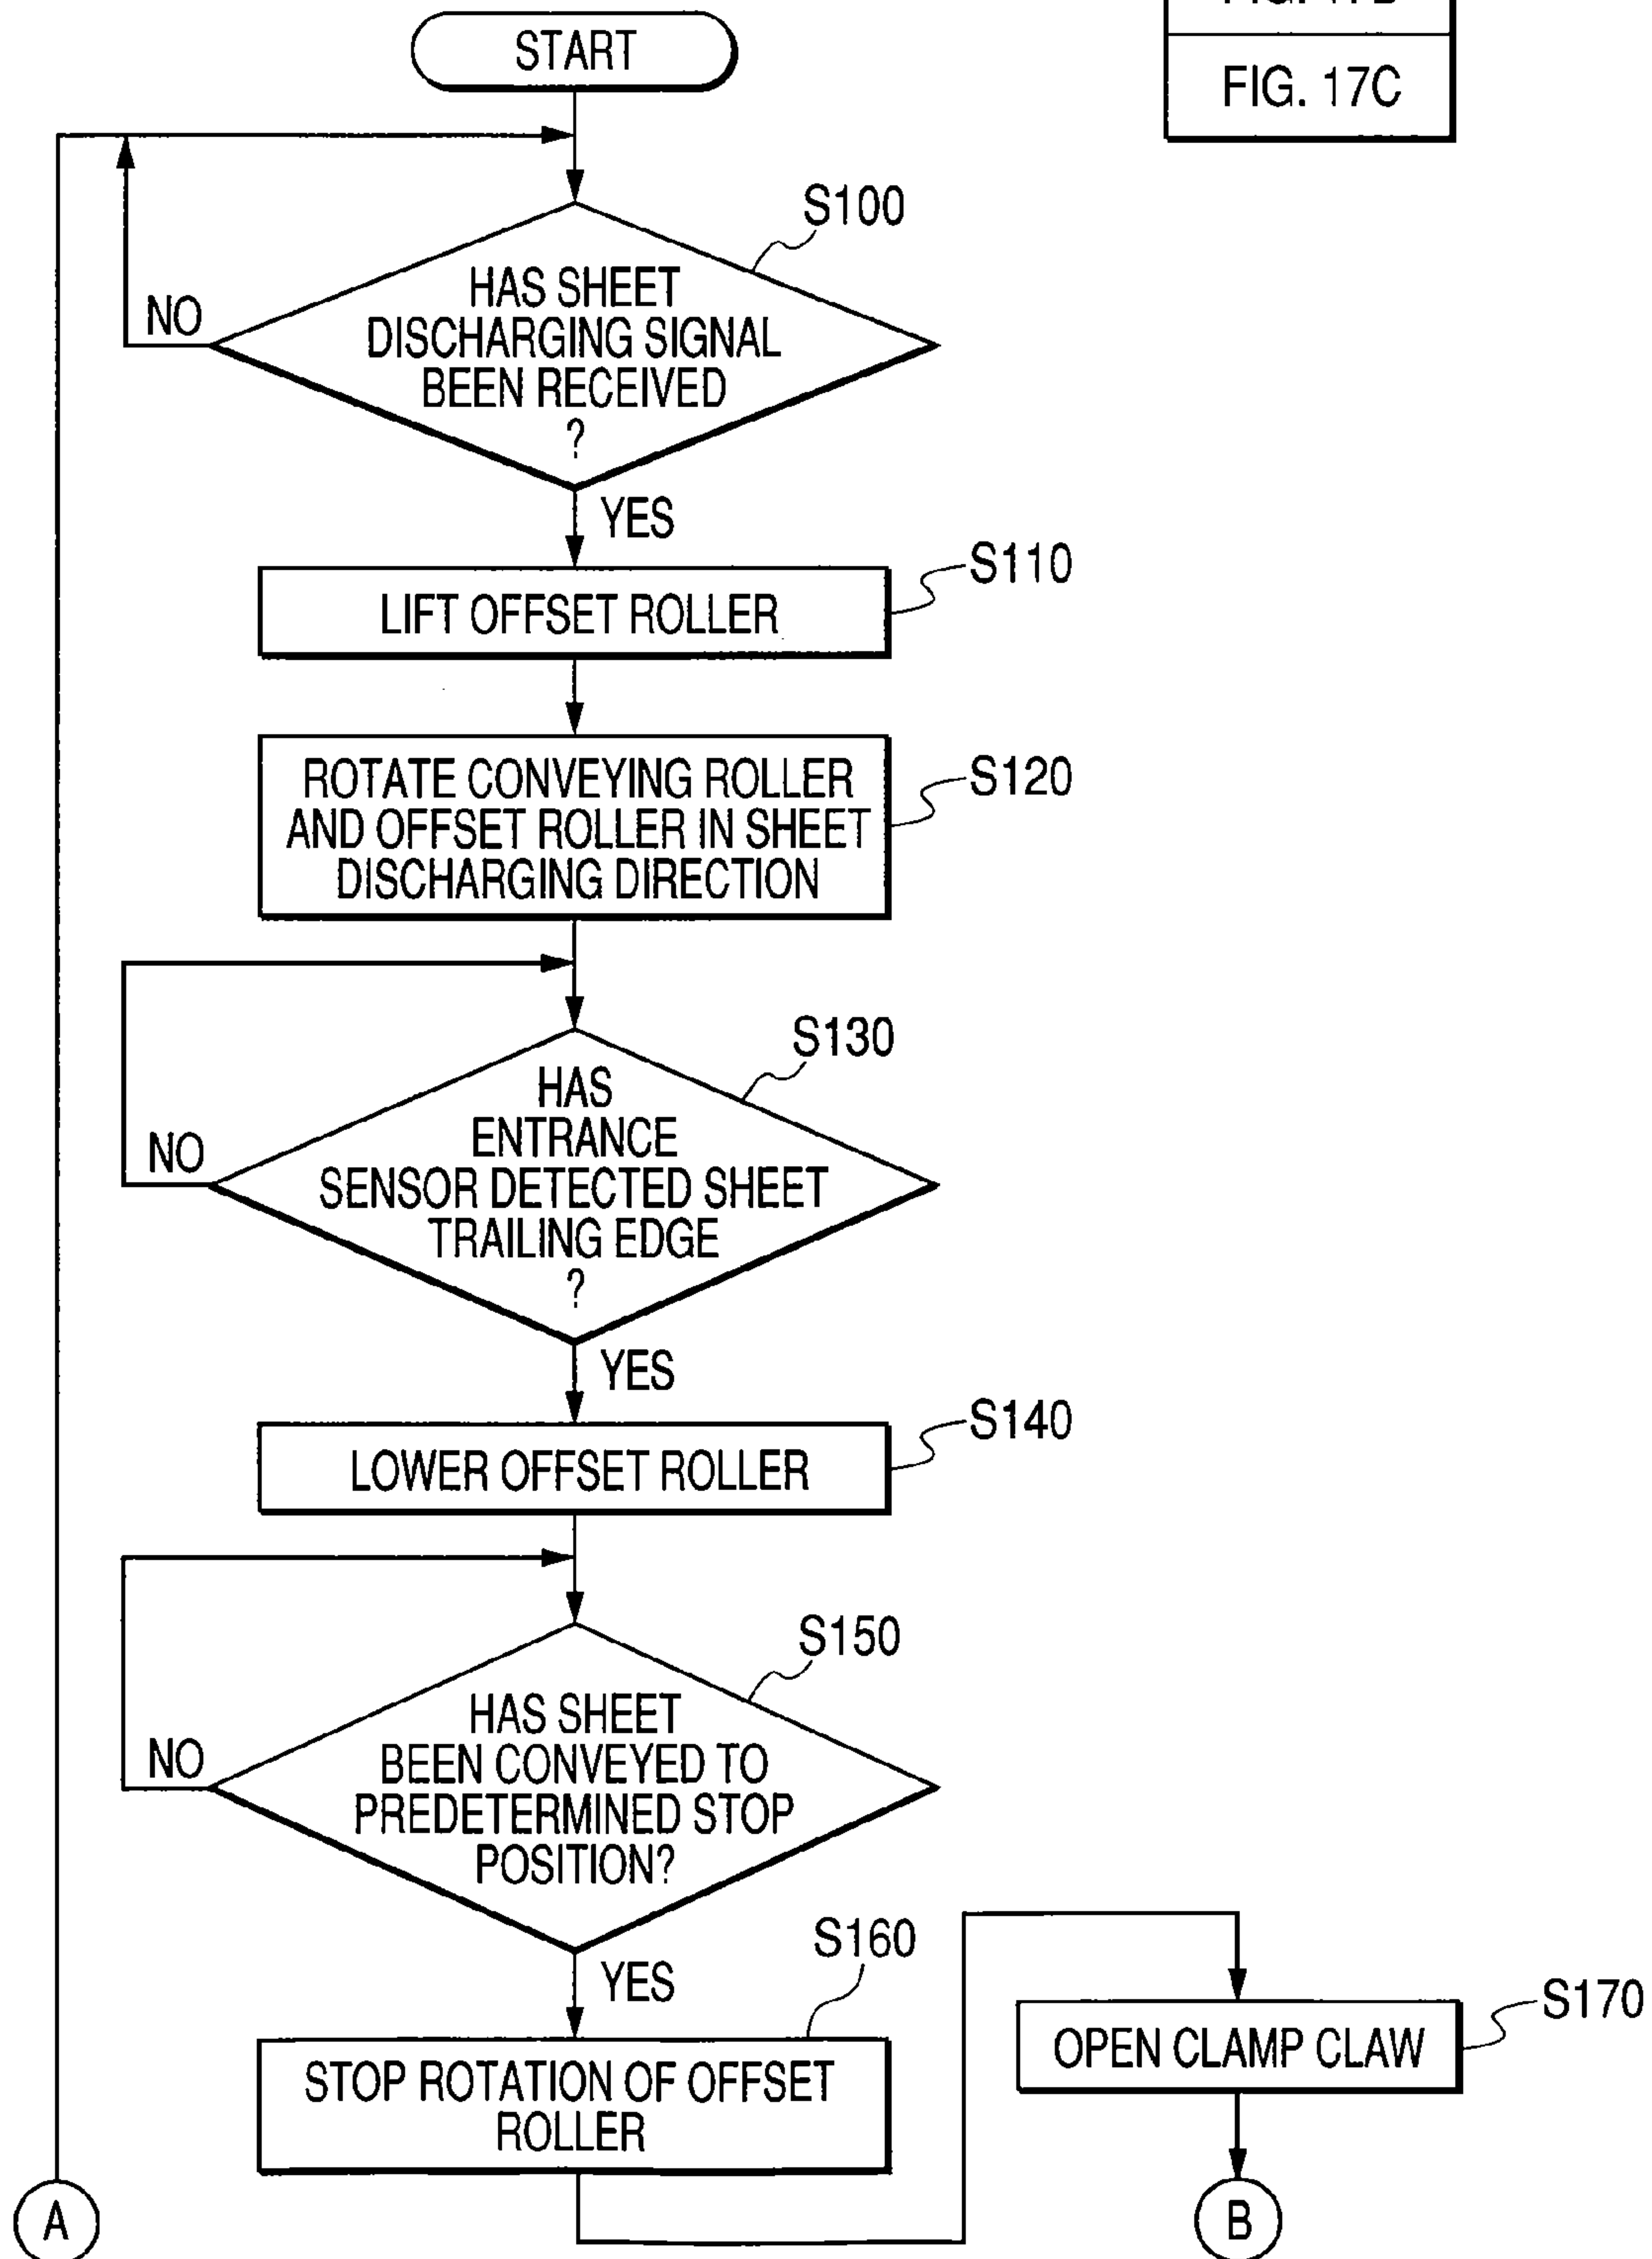 START
FIG. 17C
S100
HAS SHEET
DISCHARGING SIGNAL
BEEN RECEIVED
?
NO
YES
S110
LIFT OFFSET ROLLER
S120
ROTATE CONVEYING ROLLER
AND OFFSET ROLLER IN SHEET
DISCHARGING DIRECTION
S130
HAS
ENTRANCE
SENSOR DETECTED SHEET
TRAILING EDGE
?
NO
YES
S140
LOWER OFFSET ROLLER
S150
HAS SHEET
BEEN CONVEYED TO
PREDETERMINED STOP
POSITION?
NO
YES
S160
STOP ROTATION OF OFFSET
ROLLER
S170
OPEN CLAMP CLAW
A
B